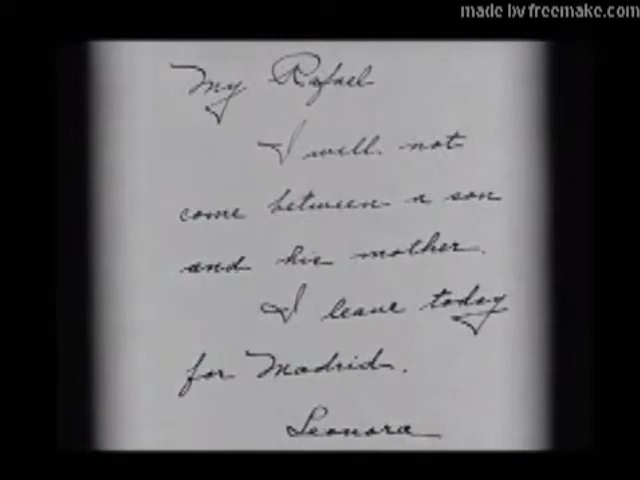 made by freemake.com
My Rafael
I will not
come between a son
and his mother.
I leave today
for Madrid.
Leonora